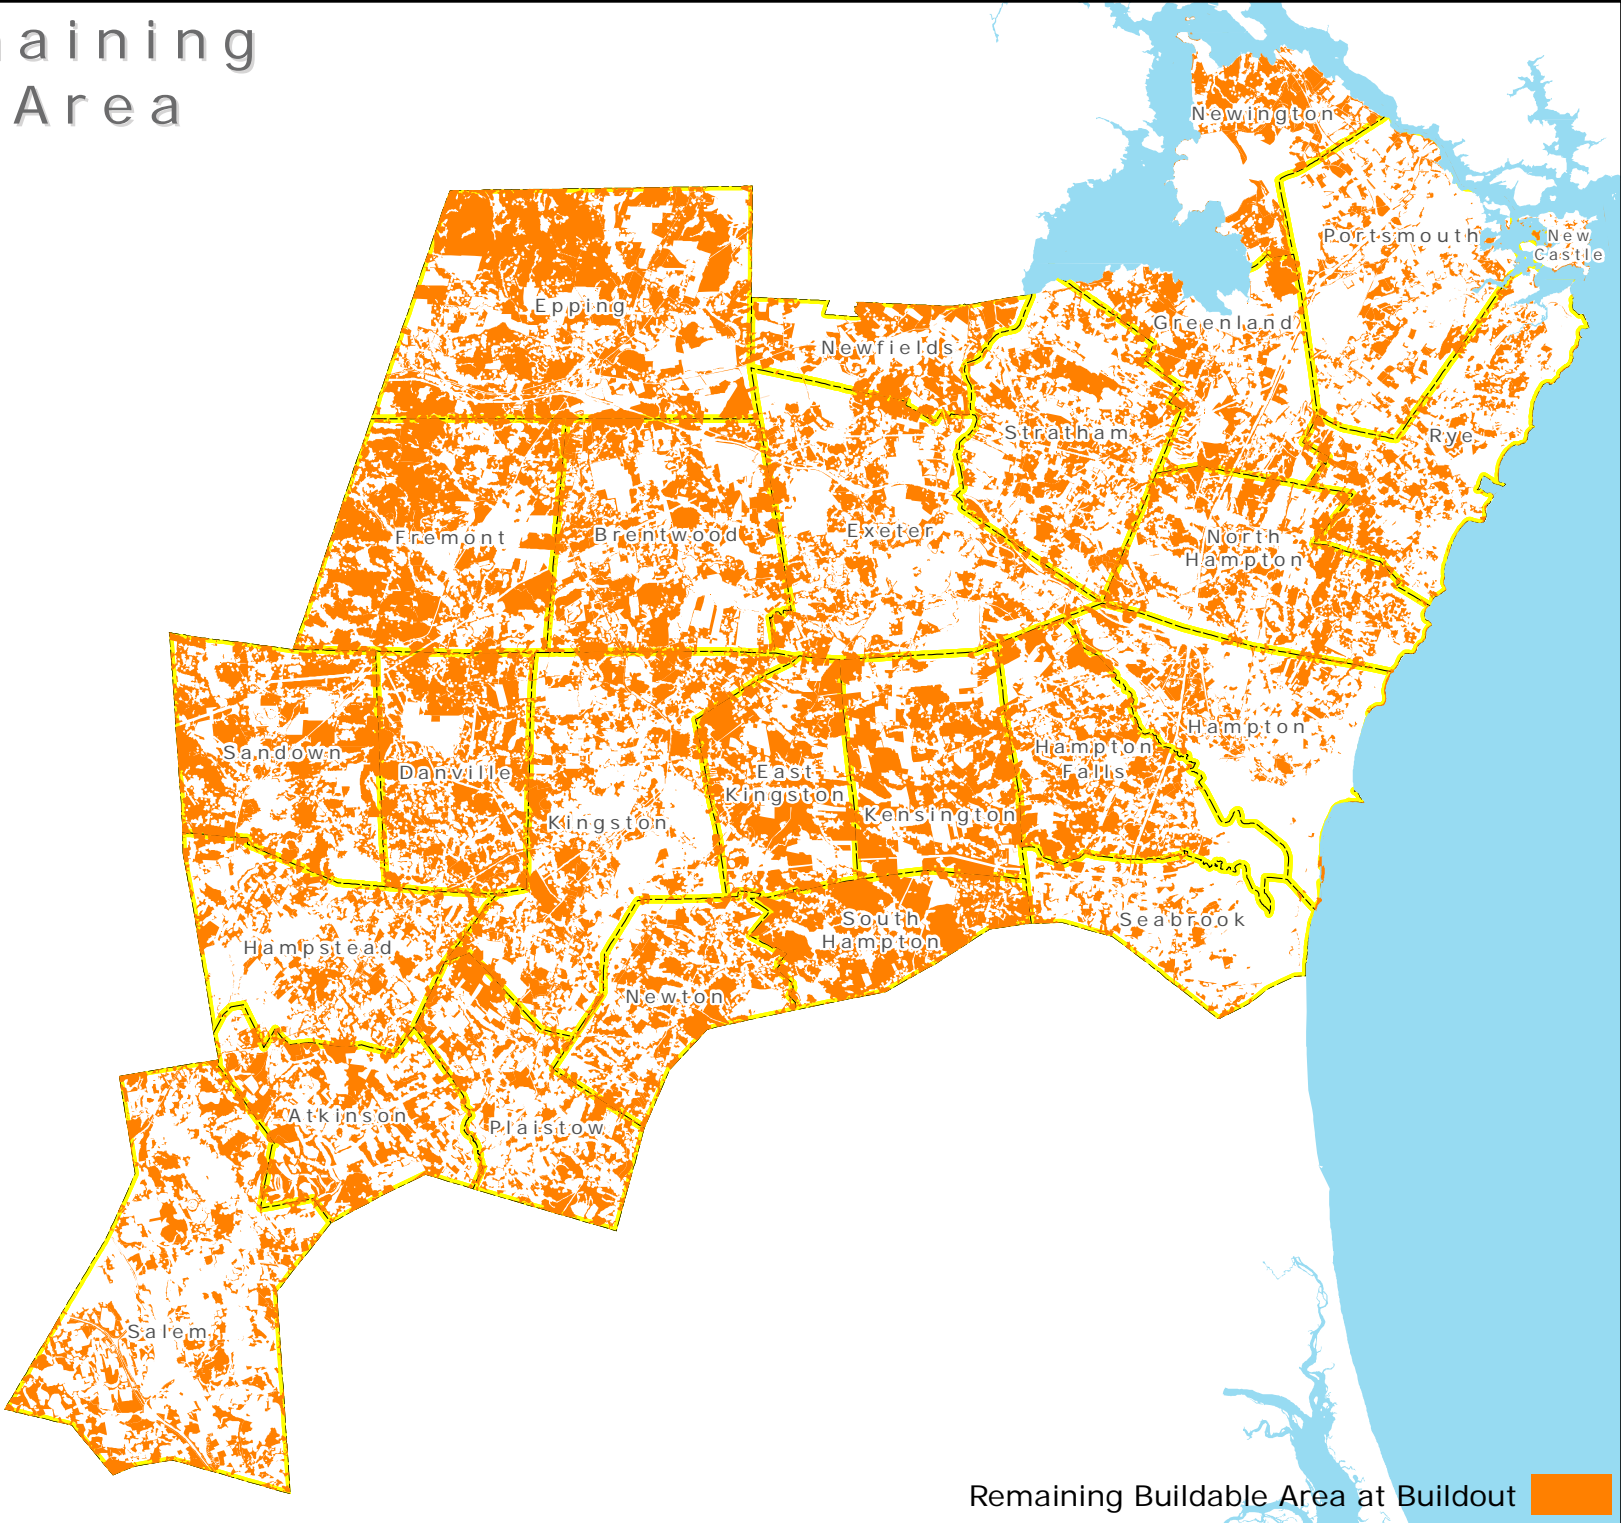 aining
Area
Newington
Portsmouth
New
Castle
Epping
Greenland
Newfields
Stratham
Rye
Fremont
Brentwood
Exeter
North
Hampton
Sandown
Danville
Kingston
East
Kingston
Kensington
Hampton
Falls
Hampton
Hampstead
South
Hampton
Seabrook
Newton
Atkinson
Plaistow
Salem
Remaining Buildable Area at Buildout